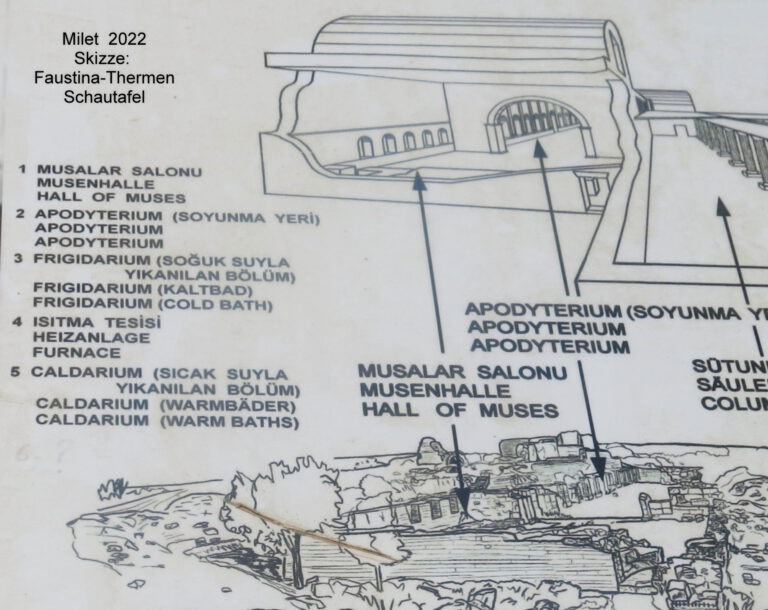 Milet 2022
Skizze:
Faustina-Thermen
Schautafel
1 MUSALAR SALONU
MUSENHALLE
HALL OF MUSES
2 APODYTERIUM (SOYUNMA YERİ)
APODYTERIUM
APODYTERIUM
3 FRIGIDARIUM (SOĞUK SUYLA
YIKANILAN BÖLÜM)
FRIGIDARIUM (KALTBAD)
FRIGIDARIUM (COLD BATH)
4 ISITMA TESİSİ
HEIZANLAGE
FURNACE
5 CALDARIUM (SICAK SUYLA
YIKANILAN BÖLÜM)
CALDARIUM (WARMBÄDER)
CALDARIUM (WARM BATHS)
APODYTERIUM (SOYUNMA
APODYTERIUM
APODYTERIUM
MUSALAR SALONU
MUSENHALLE
HALL OF MUSES